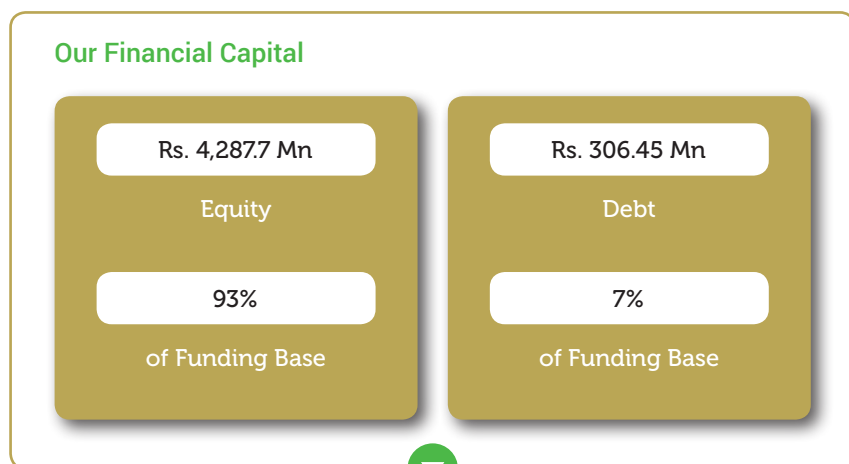 Our Financial Capital
Rs. 4,287.7 Mn
Equity
93%
of Funding Base
Rs. 306.45 Mn
Debt
7%
of Funding Base